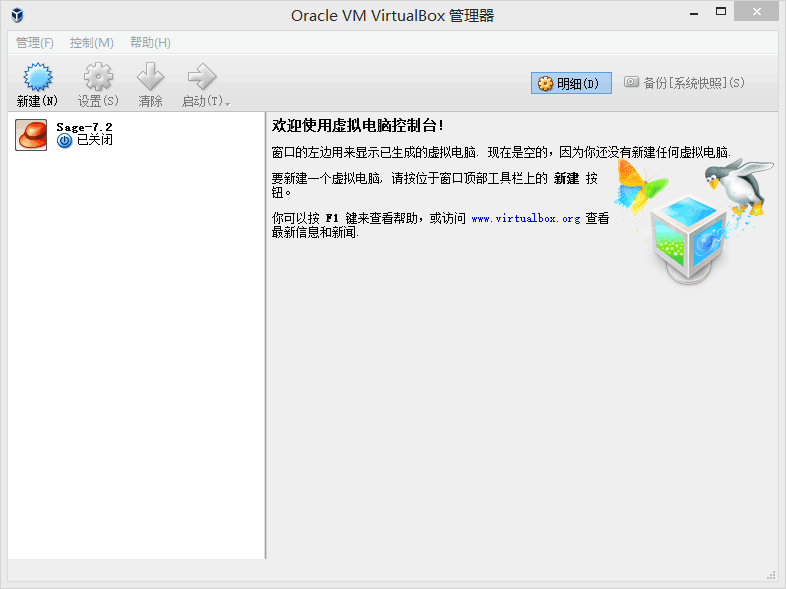 Oracle VM VirtualBox 管理器
管理(F) 控制(M) 帮助(H)
新建(N) 设置(S) 清除 启动(T)
明细(D) 备份[系统快照](S)
Sage-7.2
已关闭
欢迎使用虚拟电脑控制台!
窗口的左边用来显示已生成的虚拟电脑. 现在是空的, 因为你还没有新建任何虚拟电脑.
要新建一个虚拟电脑, 请按位于窗口顶部工具栏上的 新建 按
钮。
你可以按 F1 键来查看帮助, 或访问 www.virtualbox.org 查看
最新信息和新闻.